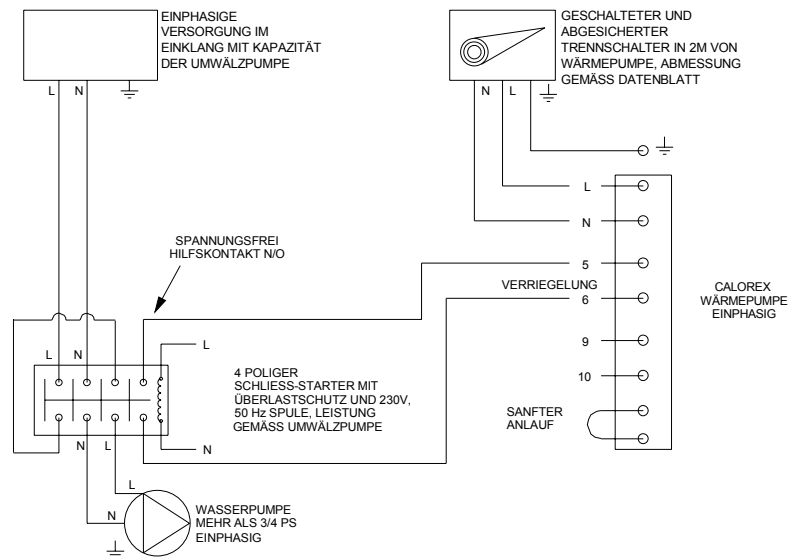 EINPHASIGE
VERSORGUNG IM
EINKLANG MIT KAPAZITÄT
DER UMWÄLZPUMPE
L
N
GESCHALTETER UND
ABGESICHERTER
TRENNSCHALTER IN 2M VON
WÄRMEPUMPE, ABMESSUNG
GEMÄSS DATENBLATT
N
L
L
N
5
VERRIEGELUNG
6
9
10
SANFTER
ANLAUF
CALOREX
WÄRMEPUMPE
EINPHASIG
SPANNUNGSFREI
HILFSKONTAKT N/O
L
N
L
N
4 POLIGER
SCHLIESS-STARTER MIT
ÜBERLASTSCHUTZ UND 230V,
50 Hz SPULE, LEISTUNG
GEMÄSS UMWÄLZPUMPE
N
L
L
N
WASSERPUMPE
MEHR ALS 3/4 PS
EINPHASIG